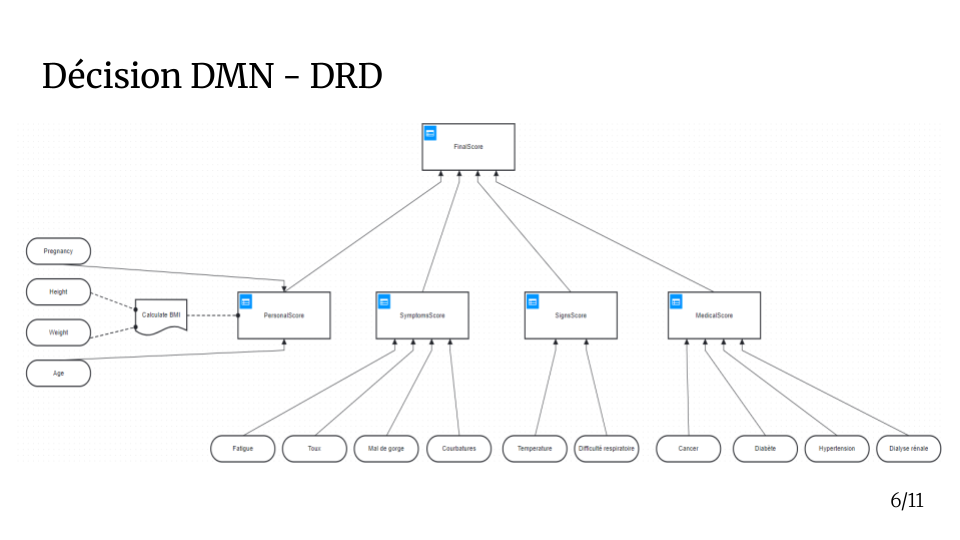 Décision DMN - DRD
FinalScore
Pregnancy
Height
Calculate BMI
Weight
Age
PersonalScore
SymptomsScore
SigneScore
MedicalScore
Fatigue
Toux
Mal de gorge
Courbatures
Température
Difficulté respiratoire
Cancer
Diabète
Hypertension
Dialyse rénale
6/11